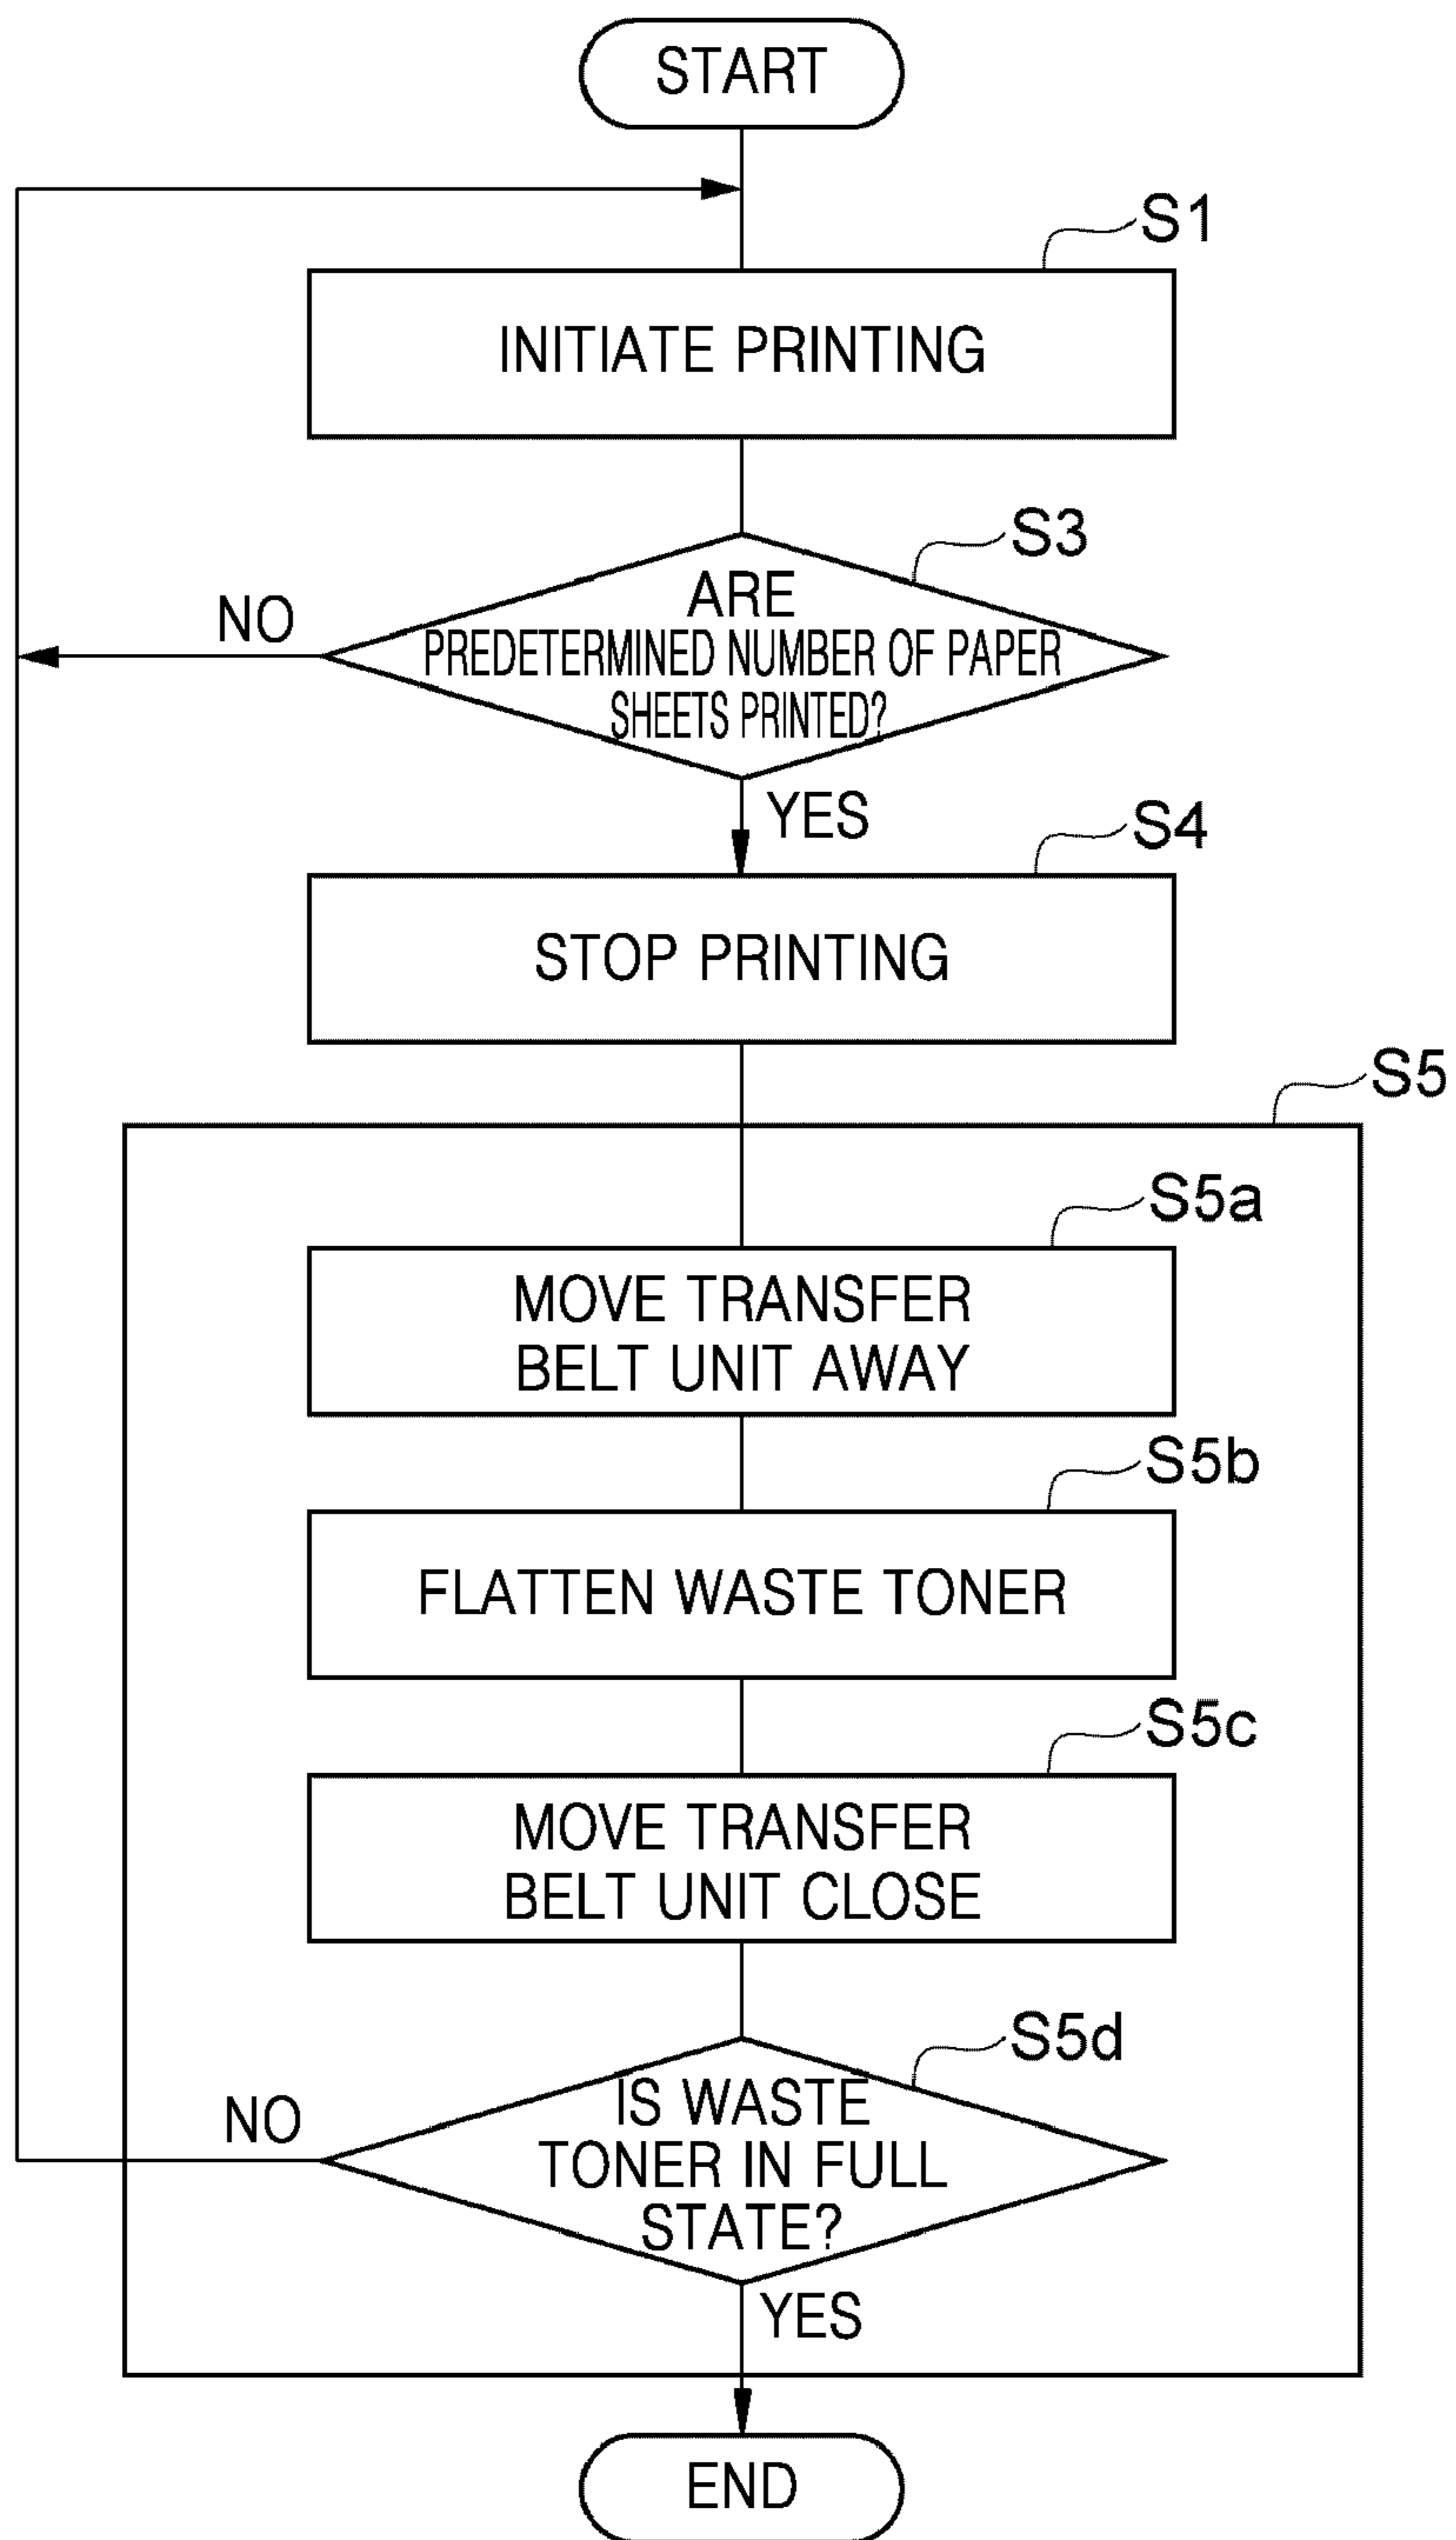 START
S1
INITIATE PRINTING
S3
ARE
PREDETERMINED NUMBER OF PAPER
SHEETS PRINTED?
NO
YES
S4
STOP PRINTING
S5
S5a
MOVE TRANSFER
BELT UNIT AWAY
S5b
FLATTEN WASTE TONER
S5c
MOVE TRANSFER
BELT UNIT CLOSE
S5d
IS WASTE
TONER IN FULL
STATE?
NO
YES
END